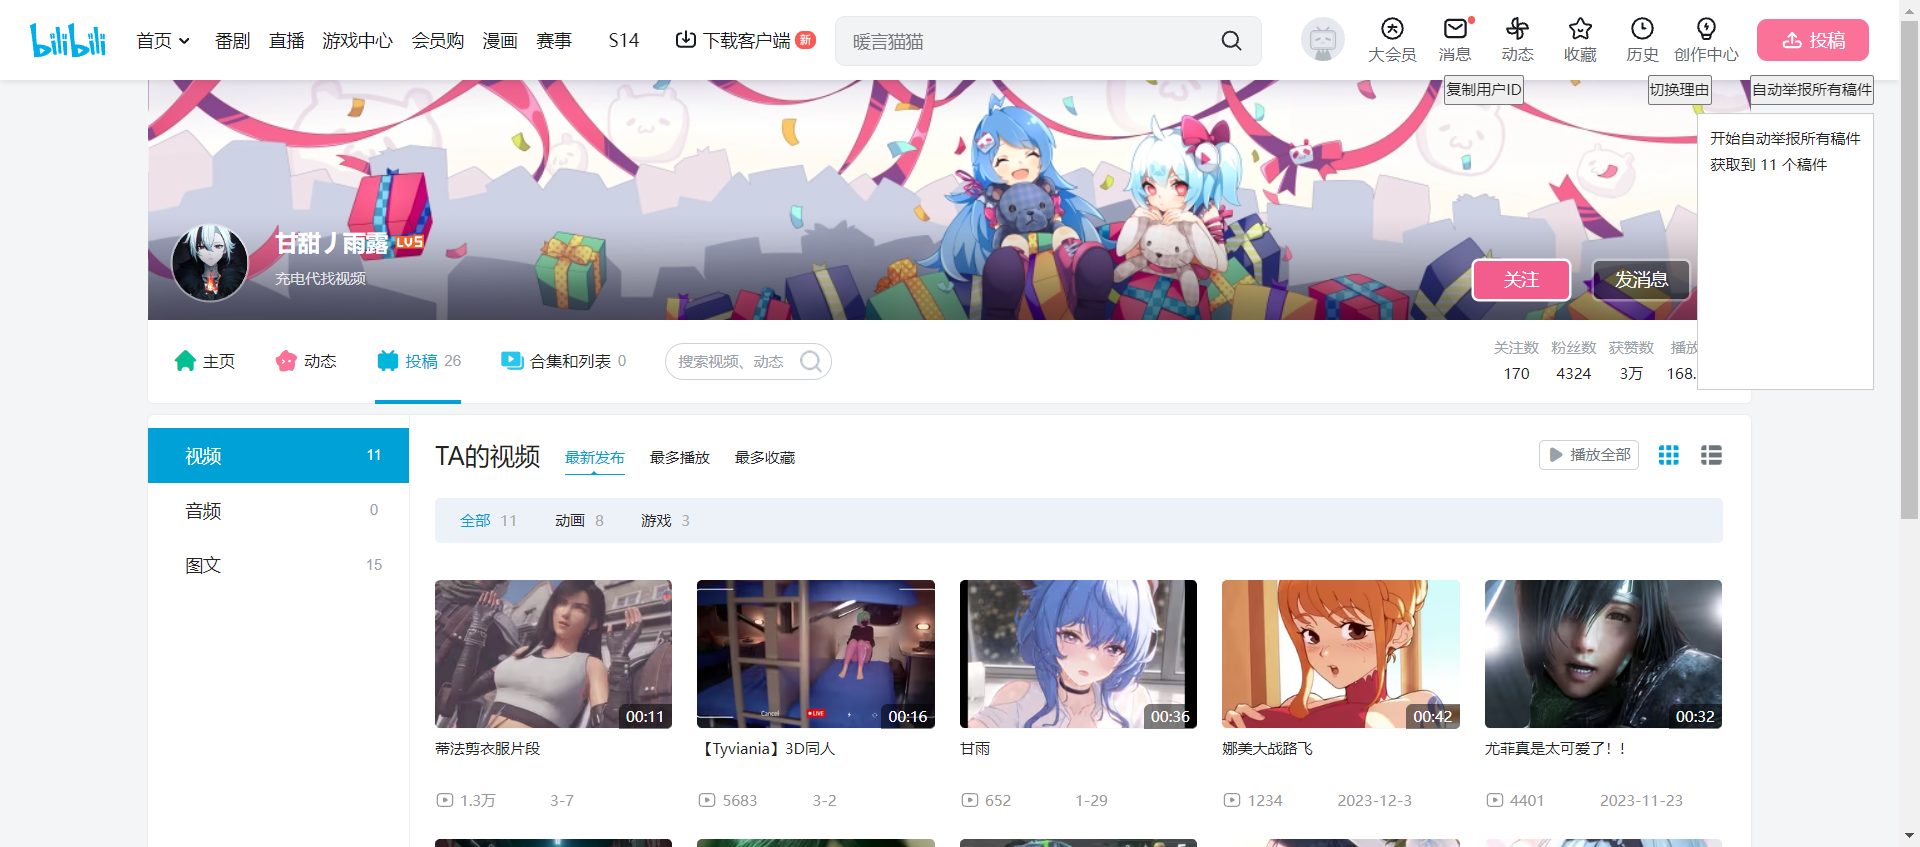 bilibili
首页
番剧
直播
游戏中心
会员购
漫画
赛事
S14
下载客户端
新
暖言猫猫
大会员
消息
动态
收藏
历史
创作中心
投稿
复制用户ID
切换理由
自动举报所有稿件
开始自动举报所有稿件
获取到 11 个稿件
甘甜丿雨露 LV5
充电代找视频
关注
发消息
主页
动态
投稿 26
合集和列表 0
搜索视频、动态
关注数 粉丝数 获赞数 播放
170 4324 3万 168.
视频 11
音频 0
图文 15
TA的视频
最新发布
最多播放
最多收藏
播放全部
全部 11
动画 8
游戏 3
00:11
Cancel
LIVE
00:16
00:36
00:42
00:32
蒂法剪衣服片段
【Tyviania】3D同人
甘雨
娜美大战路飞
尤菲真是太可爱了！！
1.3万 3-7
5683 3-2
652 1-29
1234 2023-12-3
4401 2023-11-23